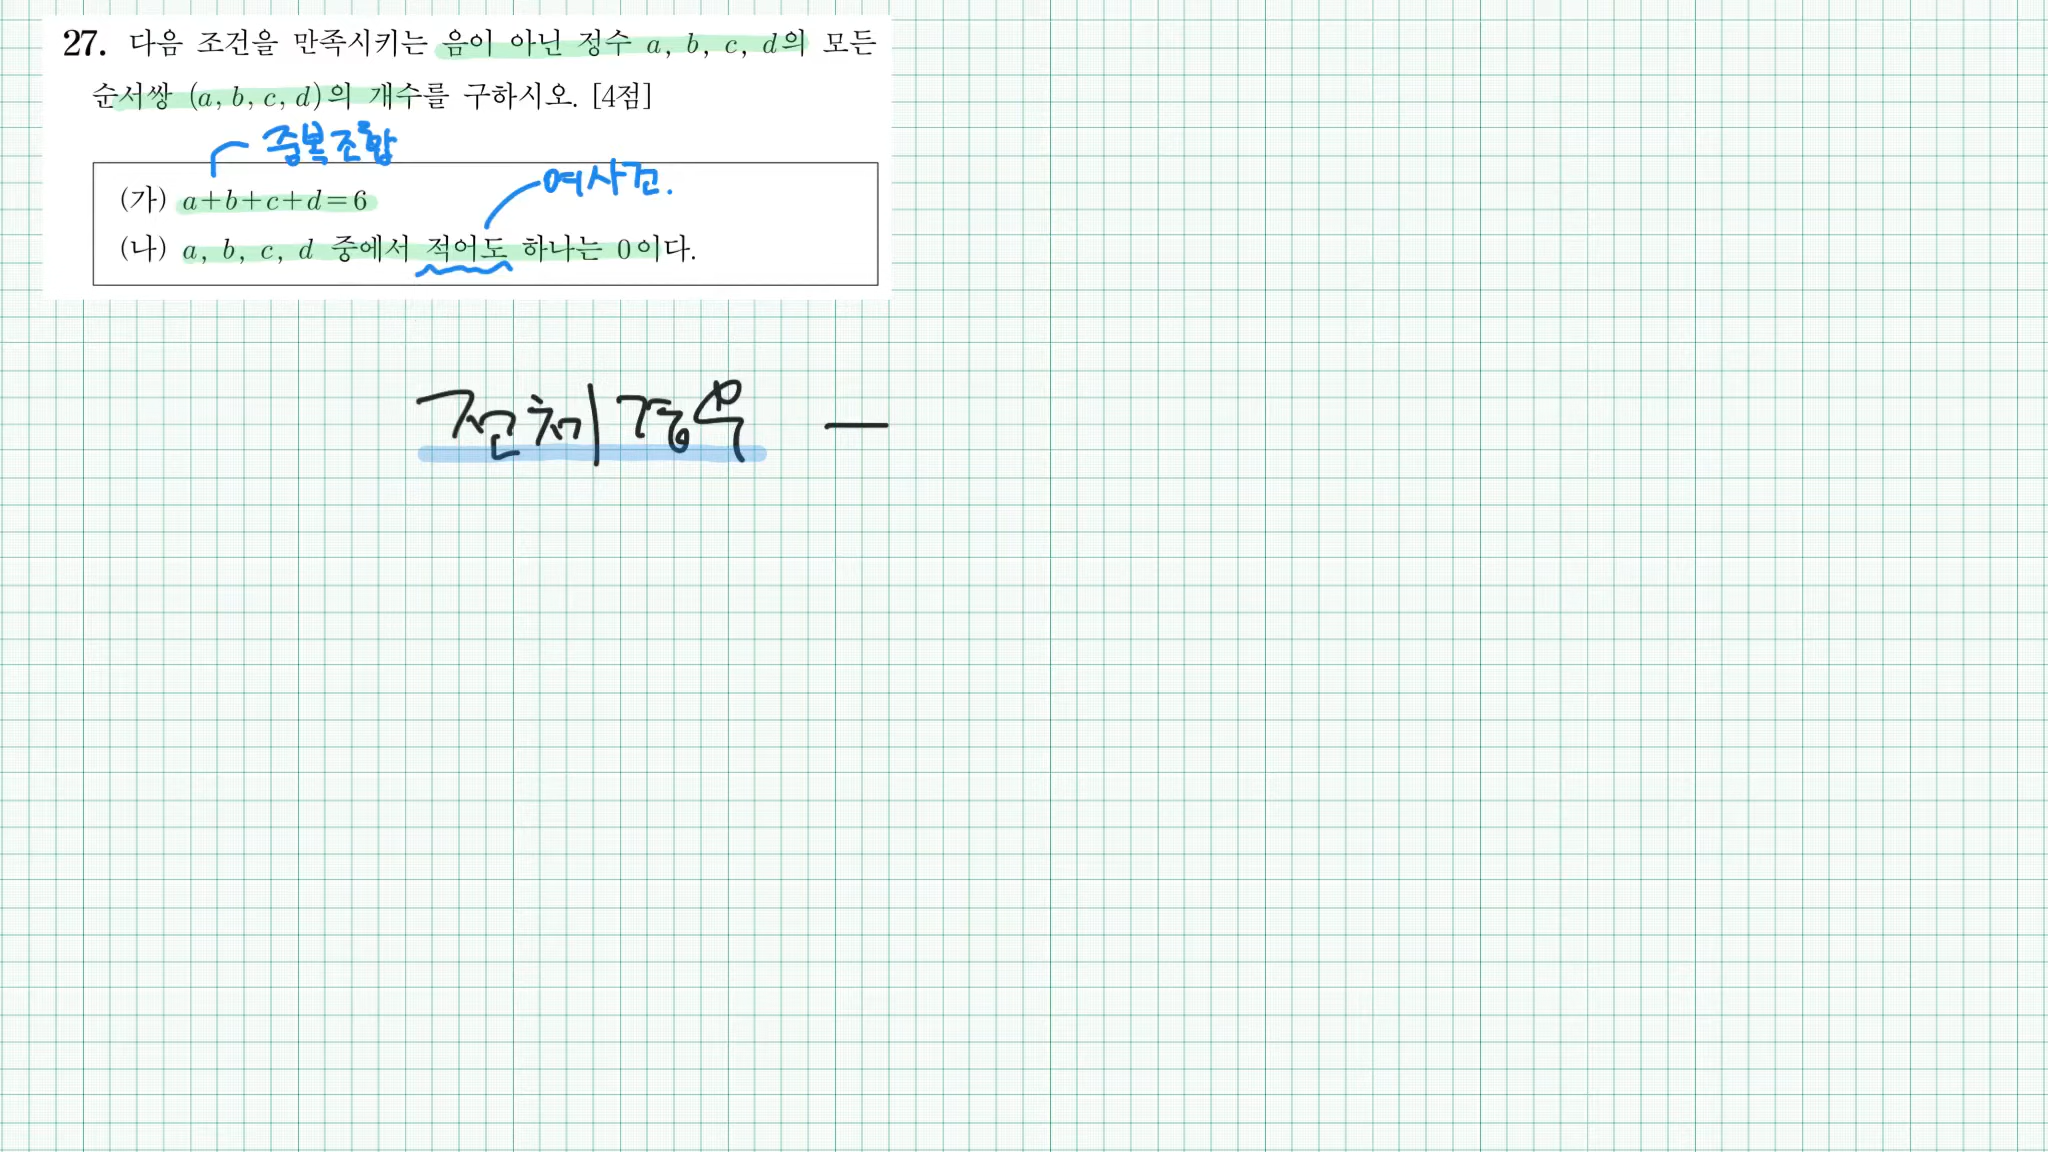 27. 다음 조건을 만족시키는 음이 아닌 정수 a, b, c, d의 모든
순서쌍 (a, b, c, d)의 개수를 구하시오. [4점]
중복조합
(가) a+b+c+d=6
여사건.
(나) a, b, c, d 중에서 적어도 하나는 0이다.
전체 경우 —